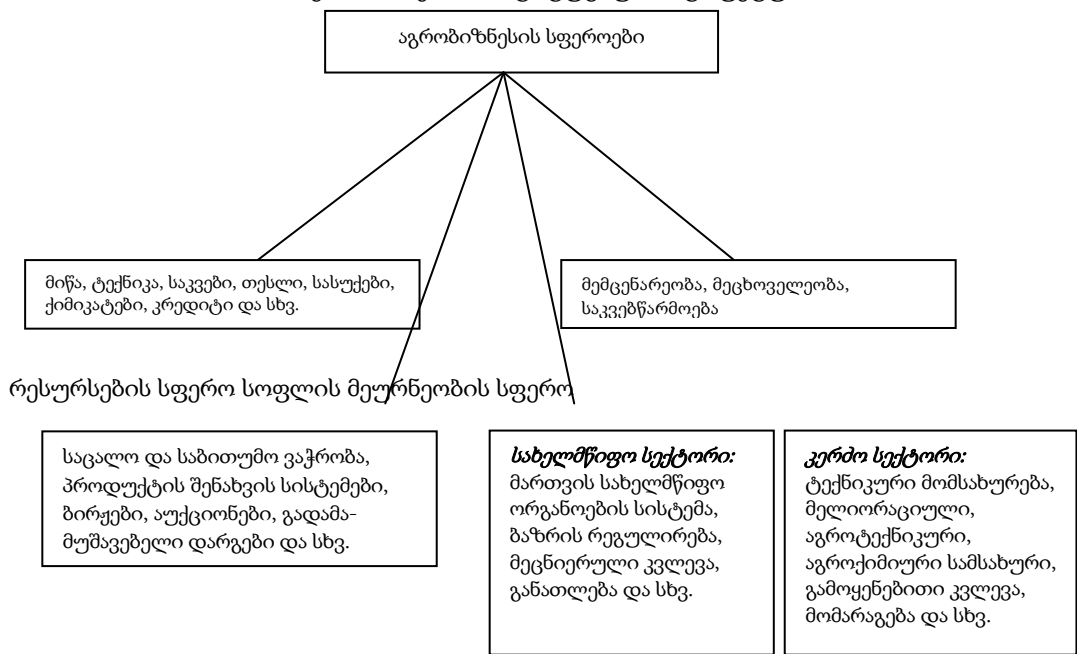 აგრობიზნესის სფეროები
მიწა, ტექნიკა, საკვები, თესლი, სასუქები,
ქიმიკატები, კრედიტი და სხვ.
მემცენარეობა, მეცხოველეობა,
საკვებწარმოება
რესურსების სფერო სოფლის მეურნეობის სფერო
საცალო და საბითუმო ვაჭრობა,
პროდუქტის შენახვის სისტემები,
ბირჟები, აუქციონები, გადამა-
მუშავებელი დარგები და სხვ.
სახელმწიფო სექტორი:
მართვის სახელმწიფო
ორგანოების სისტემა,
ბაზრის რეგულირება,
მეცნიერული კვლევა,
განათლება და სხვ.
კერძო სექტორი:
ტექნიკური მომსახურება,
მელიორაციული,
აგროტექნიკური,
აგროქიმიური სამსახური,
გამოყენებითი კვლევა,
მომარაგება და სხვ.